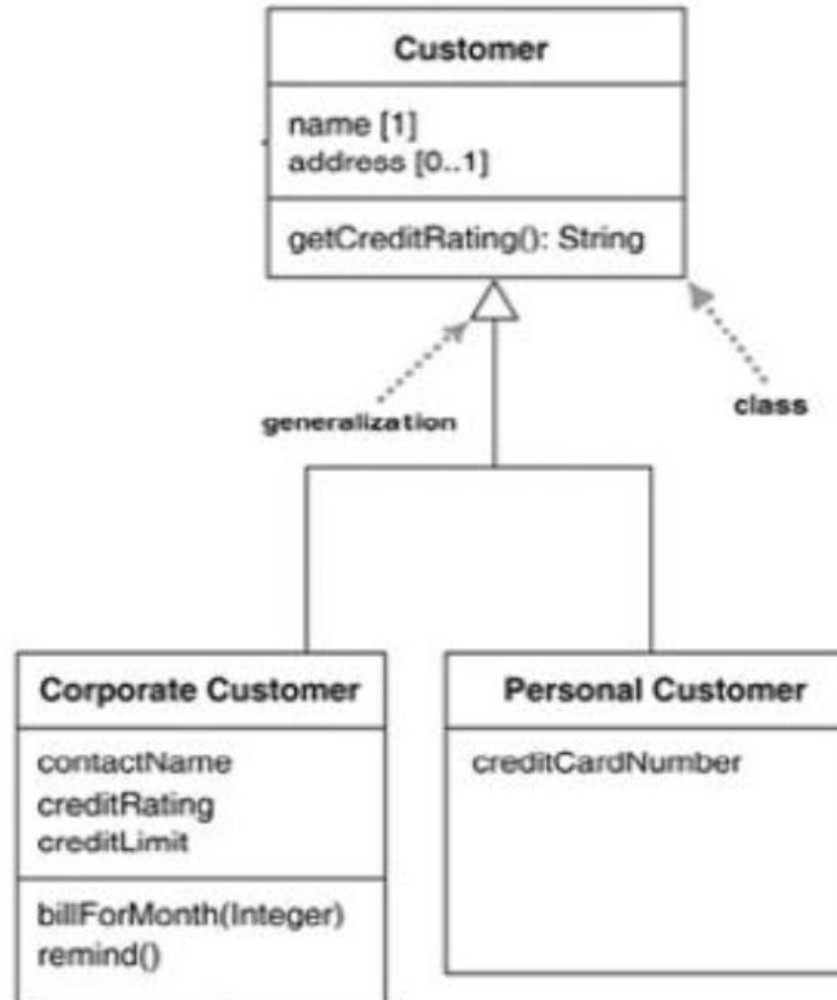 Customer
name [1]
address [0..1]
getCreditRating(): String
generalization
class
Corporate Customer
contactName
creditRating
creditLimit
billForMonth(Integer)
remind()
Personal Customer
creditCardNumber